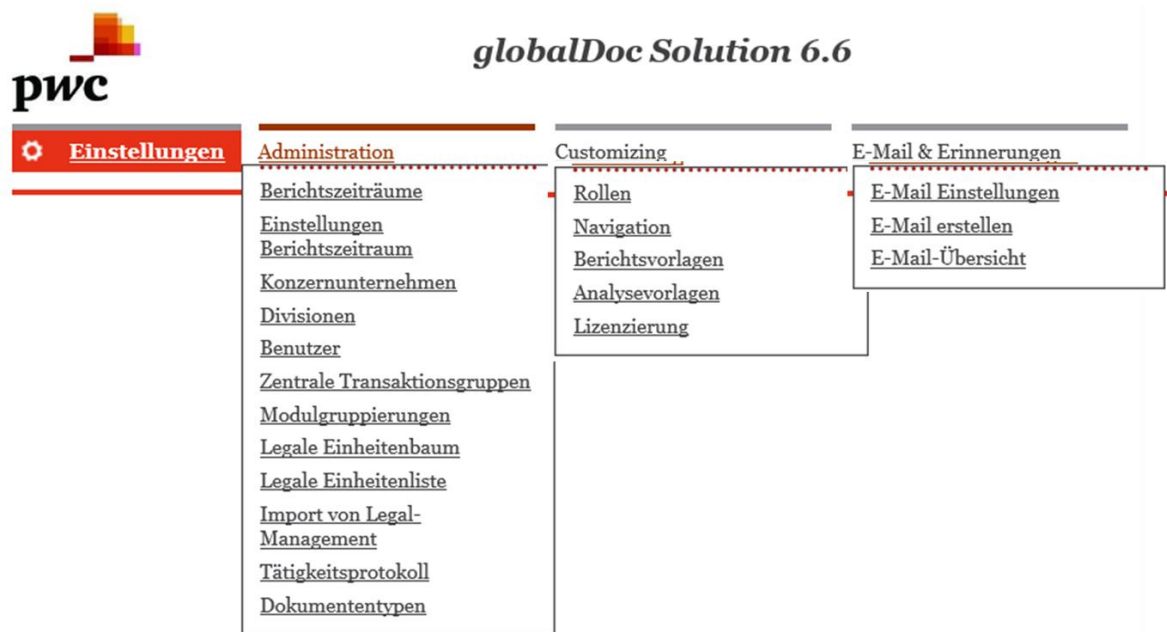 pwc
globalDoc Solution 6.6
Einstellungen
Administration
Berichtszeiträume
Einstellungen
Berichtszeitraum
Konzernunternehmen
Divisionen
Benutzer
Zentrale Transaktionsgruppen
Modulgruppierungen
Legale Einheitenbaum
Legale Einheitenliste
Import von Legal-
Management
Tätigkeitsprotokoll
Dokumententypen
Customizing
Rollen
Navigation
Berichtsvorlagen
Analysevorlagen
Lizenzierung
E-Mail & Erinnerungen
E-Mail Einstellungen
E-Mail erstellen
E-Mail-Übersicht